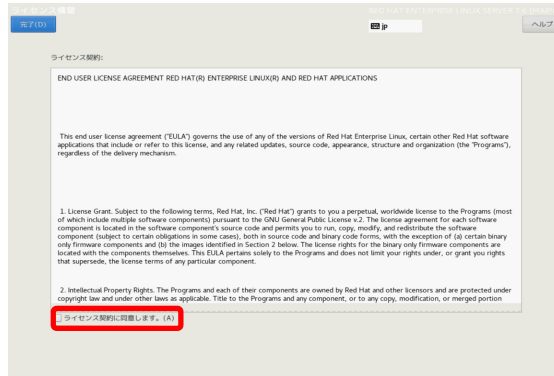 ライセンス情報
RED HAT ENTERPRISE LINUX SERVER 7.6 (MAIPO)
完了(D)
jp
ヘルプ
ライセンス契約:
END USER LICENSE AGREEMENT RED HAT(R) ENTERPRISE LINUX(R) AND RED HAT APPLICATIONS
This end user license agreement ("EULA") governs the use of any of the versions of Red Hat Enterprise Linux, certain other Red Hat software
applications that include or refer to this license, and any related updates, source code, appearance, structure and organization (the "Programs"),
regardless of the delivery mechanism.
1. License Grant. Subject to the following terms, Red Hat, Inc. ("Red Hat") grants to you a perpetual, worldwide license to the Programs (most
of which include multiple software components) pursuant to the GNU General Public License v.2. The license agreement for each software
component is located in the software component's source code and permits you to run, copy, modify, and redistribute the software
component (subject to certain obligations in some cases), both in source code and binary code forms, with the exception of (a) certain binary
only firmware components and (b) the images identified in Section 2 below. The license rights for the binary only firmware components are
located with the components themselves. This EULA pertains solely to the Programs and does not limit your rights under, or grant you rights
that supersede, the license terms of any particular component.
2. Intellectual Property Rights. The Programs and each of their components are owned by Red Hat and other licensors and are protected under
copyright law and under other laws as applicable. Title to the Programs and any component, or to any copy, modification, or merged portion
ライセンス契約に同意します。(A)